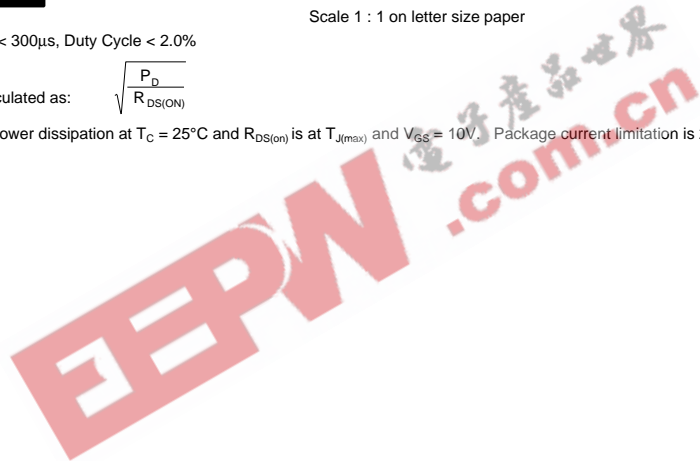 Scale 1 : 1 on letter size paper
< 300μs, Duty Cycle < 2.0%
culated as: √(P_D / R_DS(ON))
ower dissipation at T_C = 25°C and R_DS(on) is at T_J(max) and V_GS = 10V. Package current limitation is
电子产品世界
.com.cn
EEPW